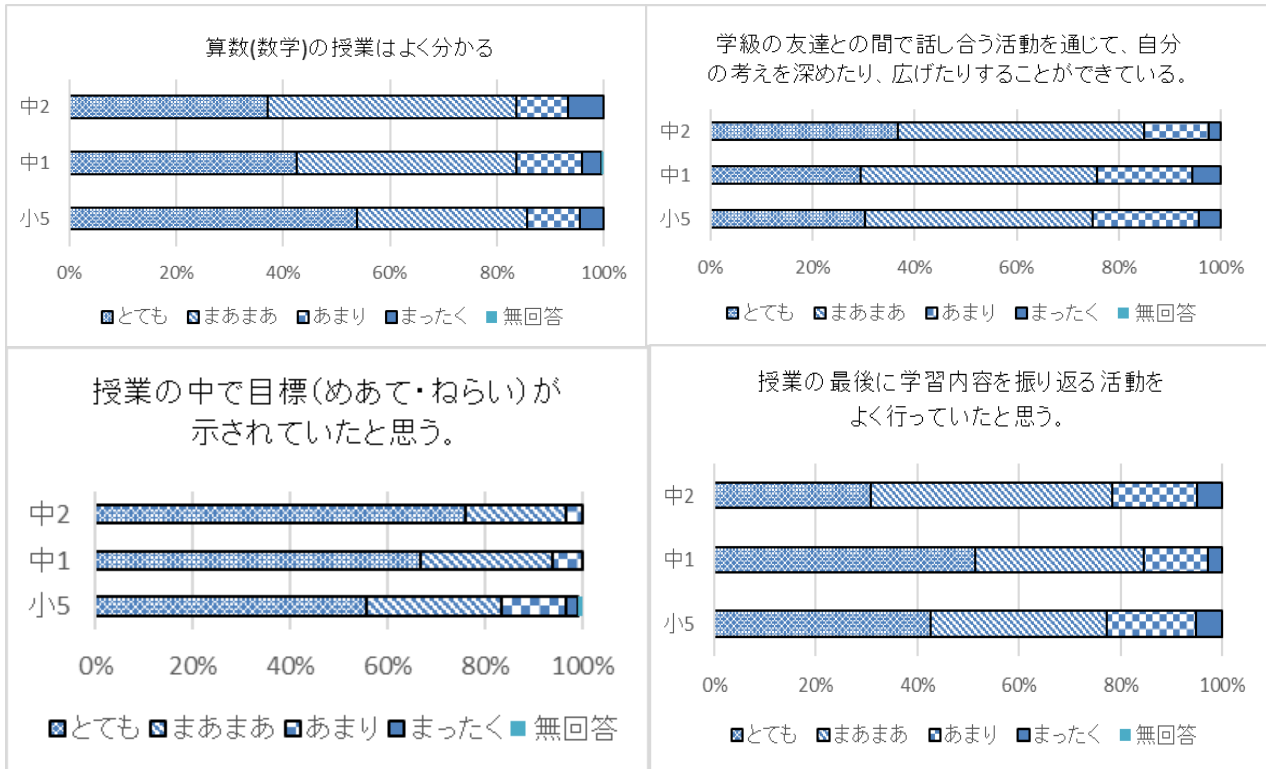 算数(数学)の授業はよく分かる
中2
中1
小5
0% 20% 40% 60% 80% 100%
とても まあまあ あまり まったく 無回答
学級の友達との間で話し合う活動を通じて、自分
の考えを深めたり、広げたりすることができている。
中2
中1
小5
0% 20% 40% 60% 80% 100%
とても まあまあ あまり まったく 無回答
授業の中で目標(めあて・ねらい)が
示されていたと思う。
中2
中1
小5
0% 20% 40% 60% 80% 100%
とても まあまあ あまり まったく 無回答
授業の最後に学習内容を振り返る活動を
よく行っていたと思う。
中2
中1
小5
0% 20% 40% 60% 80% 100%
とても まあまあ あまり まったく 無回答